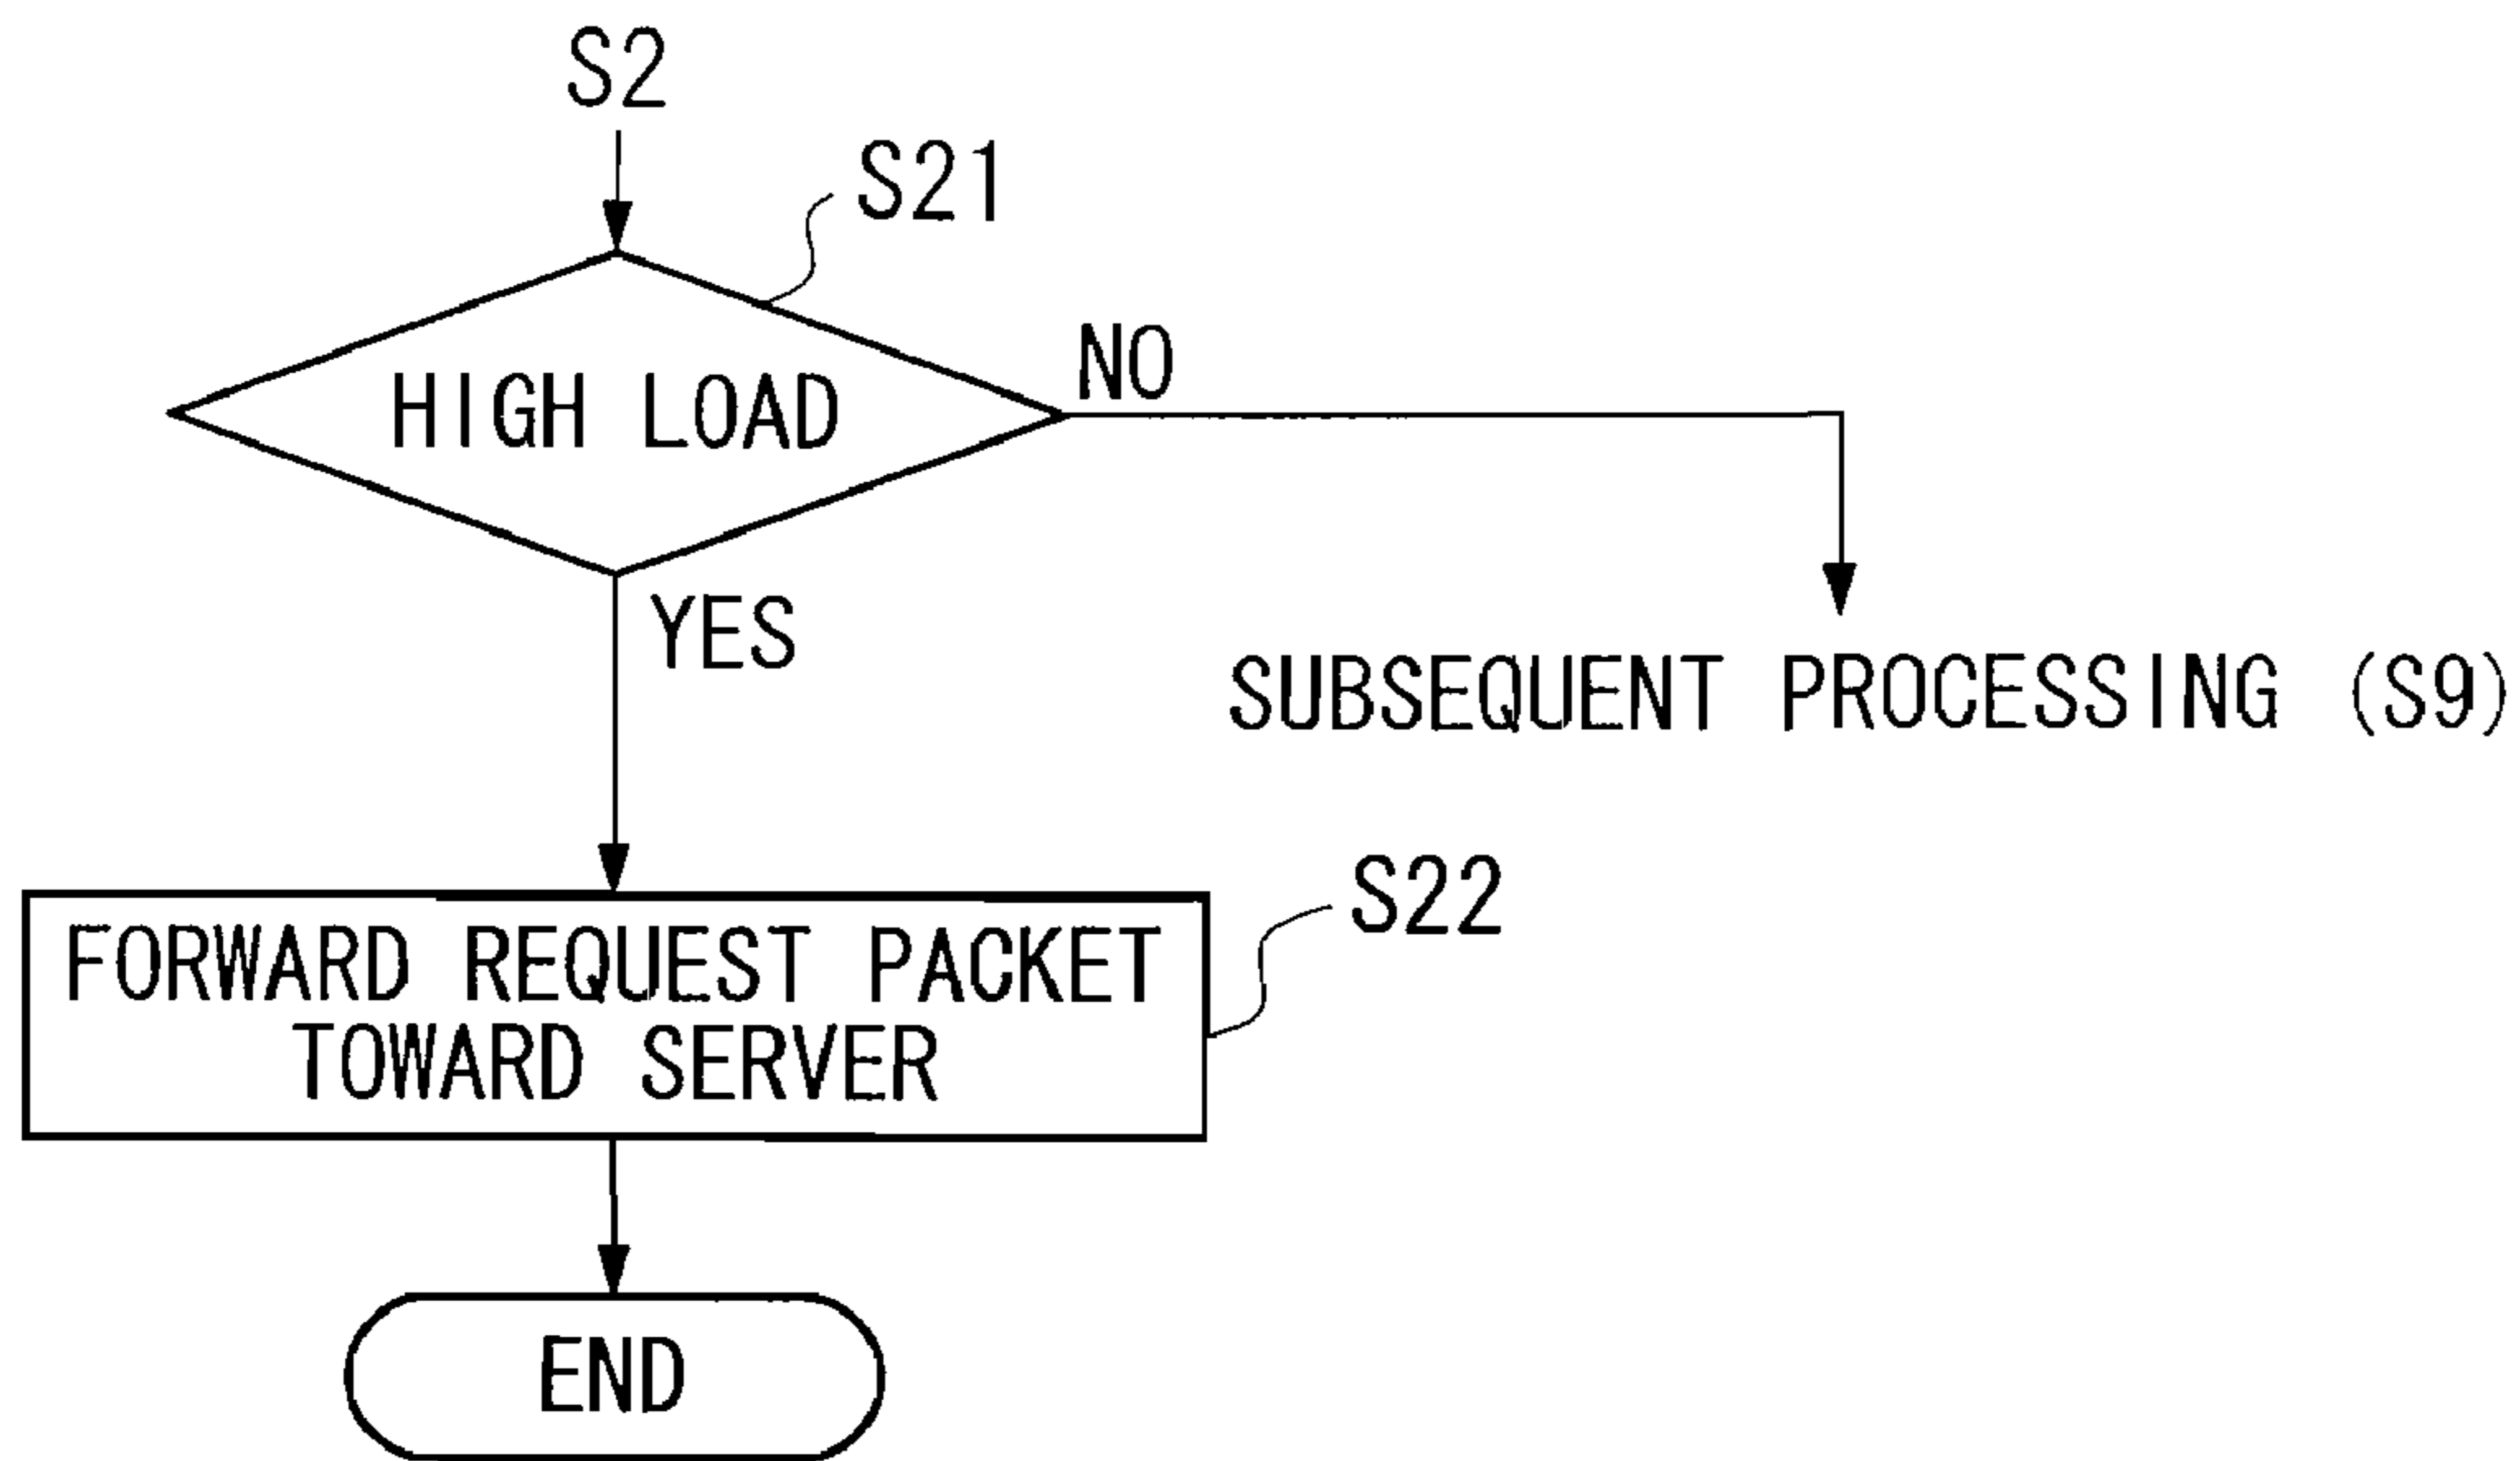 S2
S21
HIGH LOAD
NO
YES
SUBSEQUENT PROCESSING (S9)
S22
FORWARD REQUEST PACKET
TOWARD SERVER
END